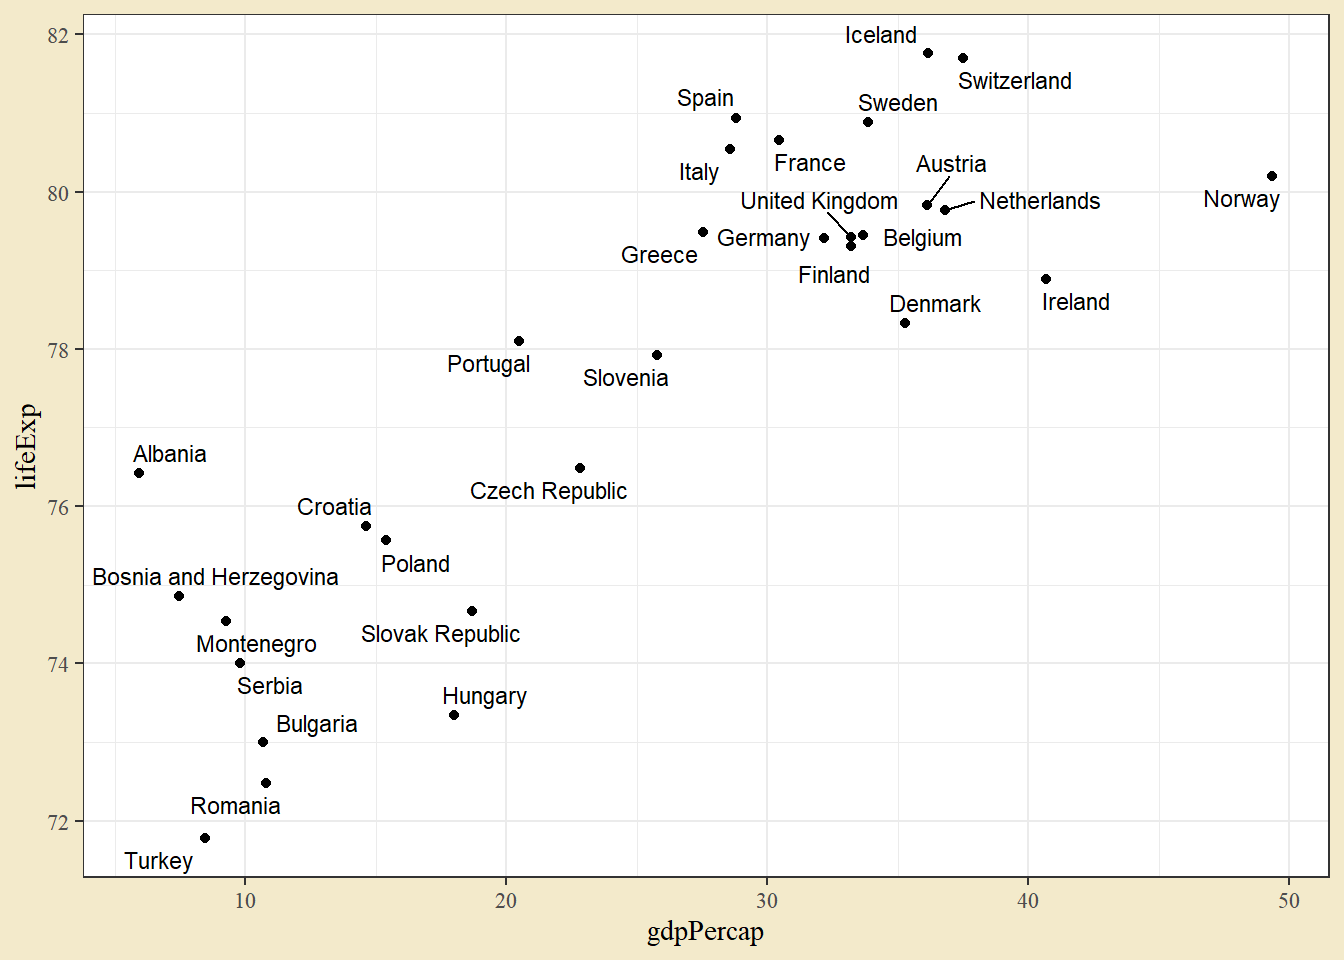 82
80
78
76
74
72
lifeExp
Iceland
Switzerland
Spain
Sweden
Italy
France
Austria
United Kingdom
Netherlands
Norway
Greece
Germany
Belgium
Finland
Ireland
Denmark
Portugal
Slovenia
Albania
Czech Republic
Croatia
Poland
Bosnia and Herzegovina
Slovak Republic
Montenegro
Serbia
Hungary
Bulgaria
Romania
Turkey
10
20
30
40
50
gdpPercap